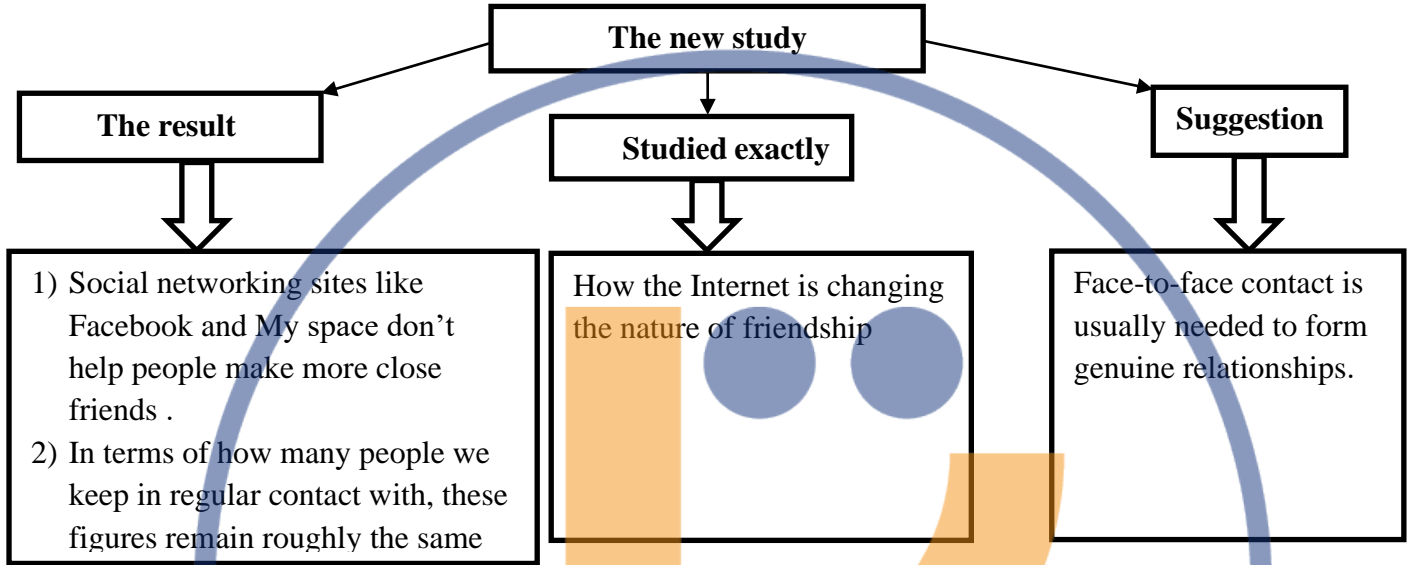 The new study
The result
Studied exactly
Suggestion
1) Social networking sites like
Facebook and My space don’t
help people make more close
friends .
2) In terms of how many people we
keep in regular contact with, these
figures remain roughly the same
How the Internet is changing
the nature of friendship
Face-to-face contact is
usually needed to form
genuine relationships.